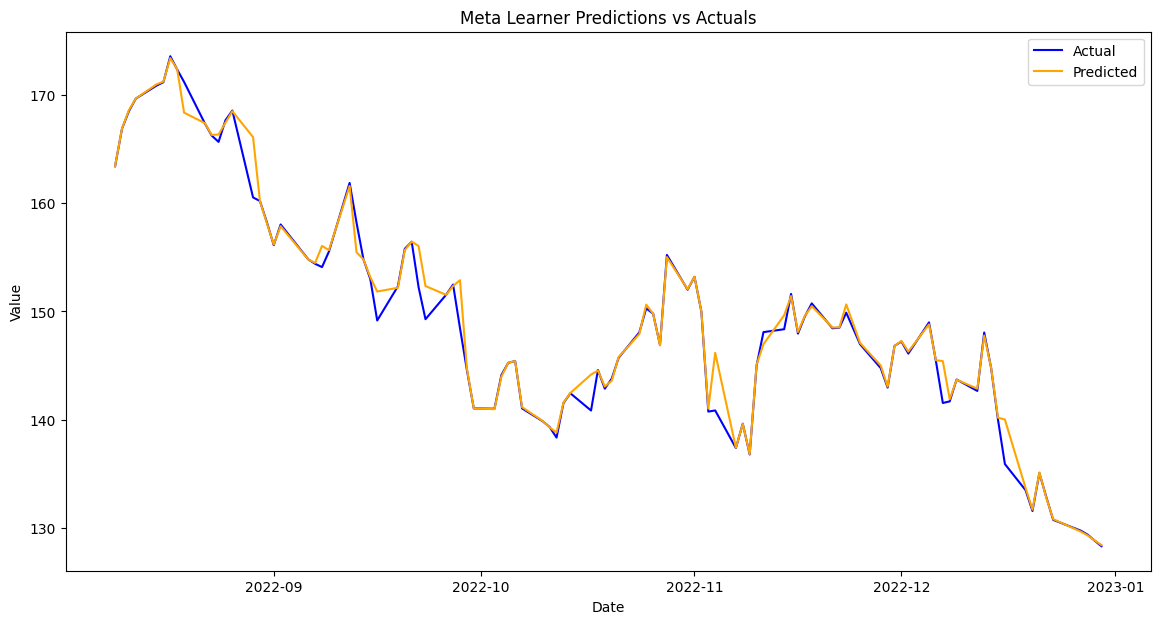 Meta Learner Predictions vs Actuals
Actual
Predicted
Value
170
160
150
140
130
2022-09
2022-10
2022-11
2022-12
2023-01
Date